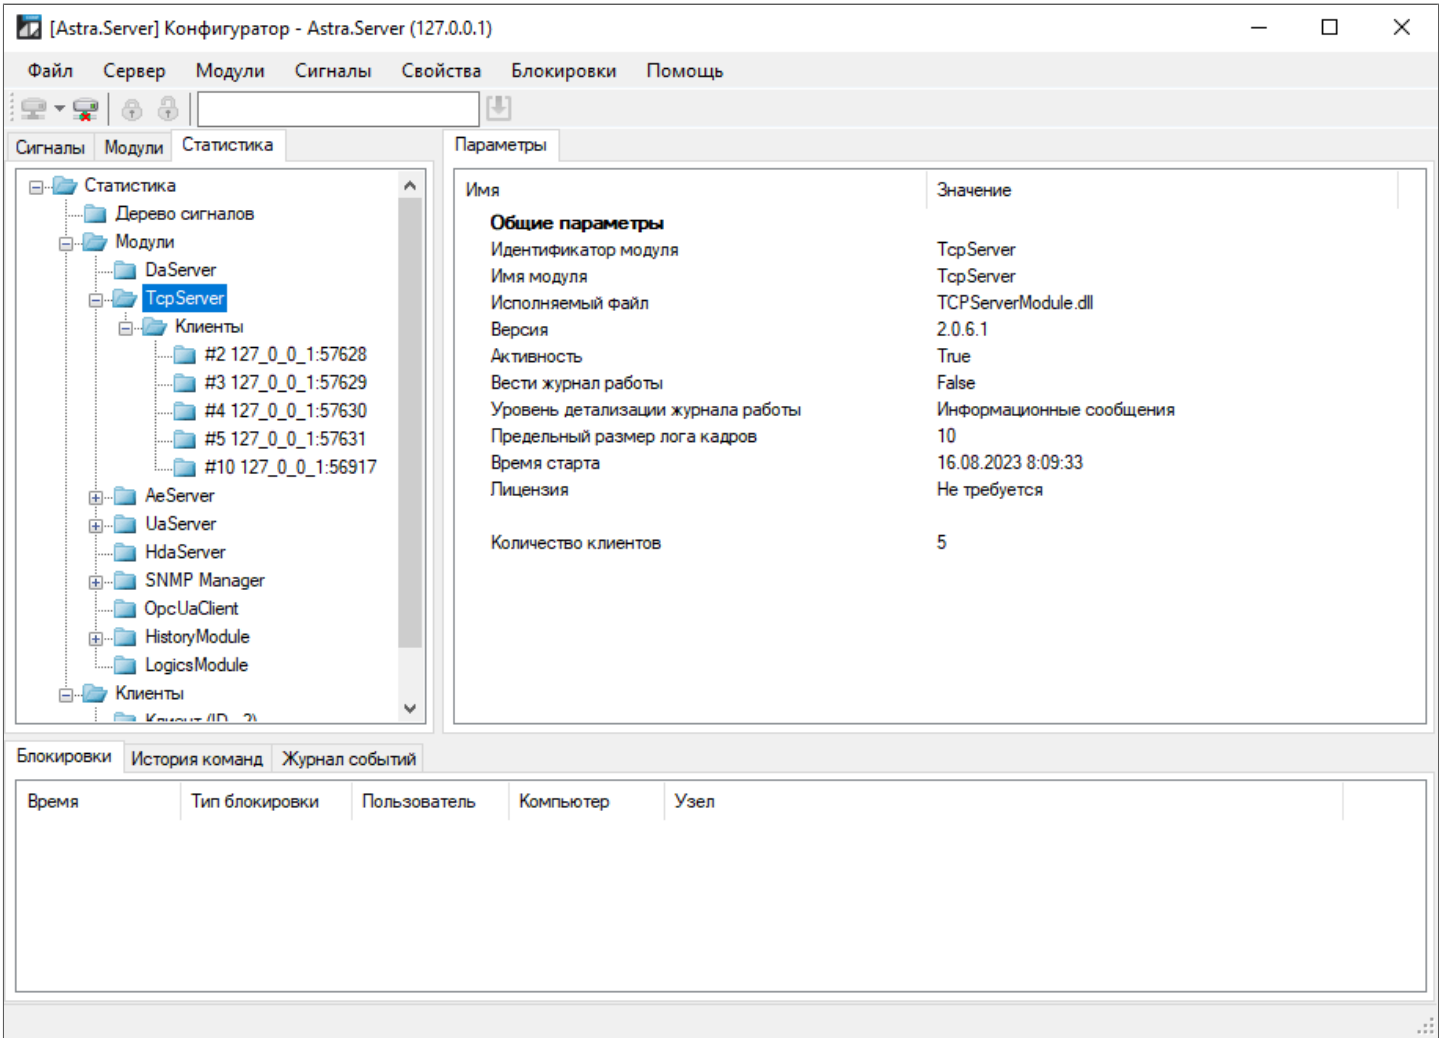 [Astra.Server] Конфигуратор - Astra.Server (127.0.0.1)
Файл Сервер Модули Сигналы Свойства Блокировки Помощь
Сигналы Модули Статистика
Статистика
Дерево сигналов
Модули
DaServer
TcpServer
Клиенты
#2 127_0_0_1:57628
#3 127_0_0_1:57629
#4 127_0_0_1:57630
#5 127_0_0_1:57631
#10 127_0_0_1:56917
AeServer
UaServer
HdaServer
SNMP Manager
OpcUaClient
HistoryModule
LogicsModule
Клиенты
Клиент (ID - 2)
Параметры
Имя Значение
Общие параметры
Идентификатор модуля TcpServer
Имя модуля TcpServer
Исполняемый файл TCPServerModule.dll
Версия 2.0.6.1
Активность True
Вести журнал работы False
Уровень детализации журнала работы Информационные сообщения
Предельный размер лога кадров 10
Время старта 16.08.2023 8:09:33
Лицензия Не требуется
Количество клиентов 5
Блокировки История команд Журнал событий
Время Тип блокировки Пользователь Компьютер Узел